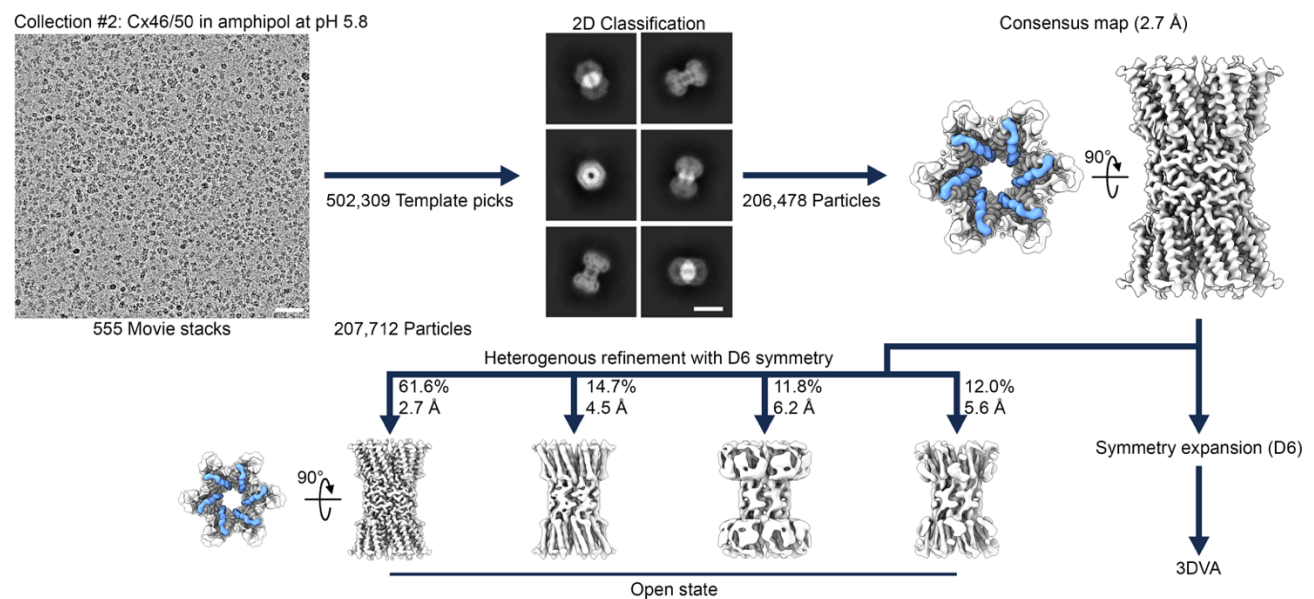 Collection #2: Cx46/50 in amphipol at pH 5.8
2D Classification
Consensus map (2.7 Å)
502,309 Template picks
206,478 Particles
90°
555 Movie stacks
207,712 Particles
Heterogenous refinement with D6 symmetry
61.6%
2.7 Å
14.7%
4.5 Å
11.8%
6.2 Å
12.0%
5.6 Å
90°
Symmetry expansion (D6)
3DVA
Open state